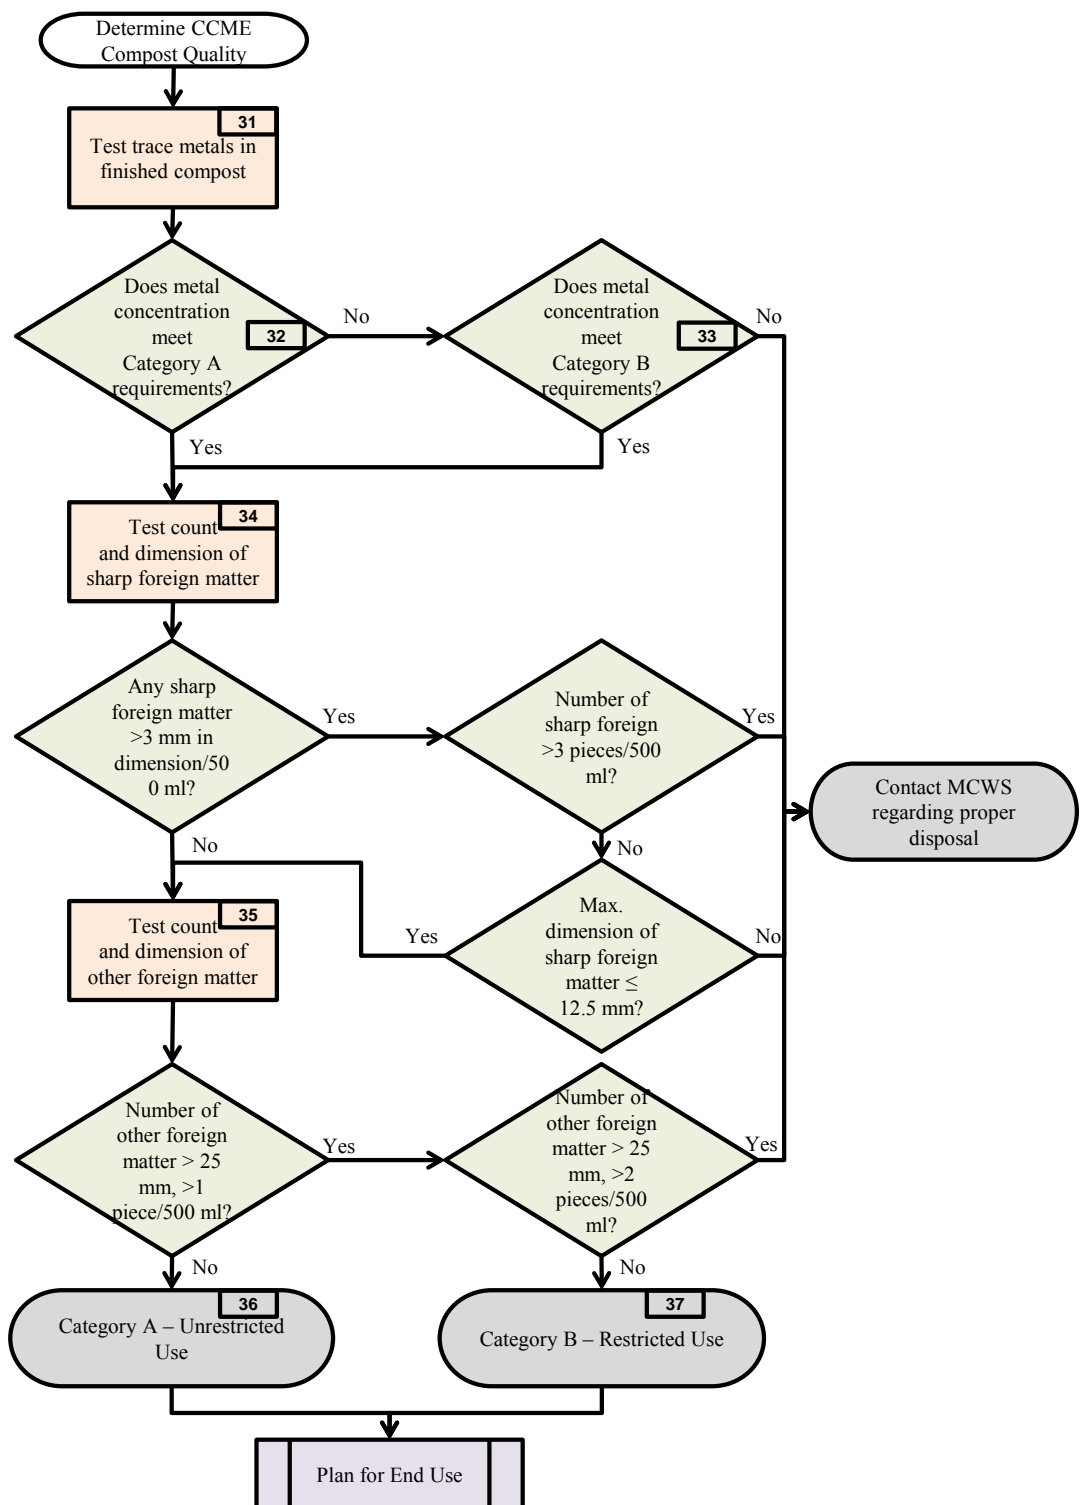 Determine CCME
Compost Quality
31
Test trace metals in
finished compost
Does metal
concentration
meet
Category A
requirements?
32
No
Does metal
concentration
meet
Category B
requirements?
33
No
Yes
Yes
34
Test count
and dimension of
sharp foreign matter
Any sharp
foreign matter
>3 mm in
dimension/50
0 ml?
Yes
Number of
sharp foreign
>3 pieces/500
ml?
Yes
Contact MCWS
regarding proper
disposal
No
No
35
Test count
and dimension of
other foreign matter
Yes
Max.
dimension of
sharp foreign
matter ≤
12.5 mm?
No
Number of
other foreign
matter > 25
mm, >1
piece/500 ml?
Yes
Number of
other foreign
matter > 25
mm, >2
pieces/500
ml?
Yes
No
No
36
Category A – Unrestricted
Use
37
Category B – Restricted Use
Plan for End Use